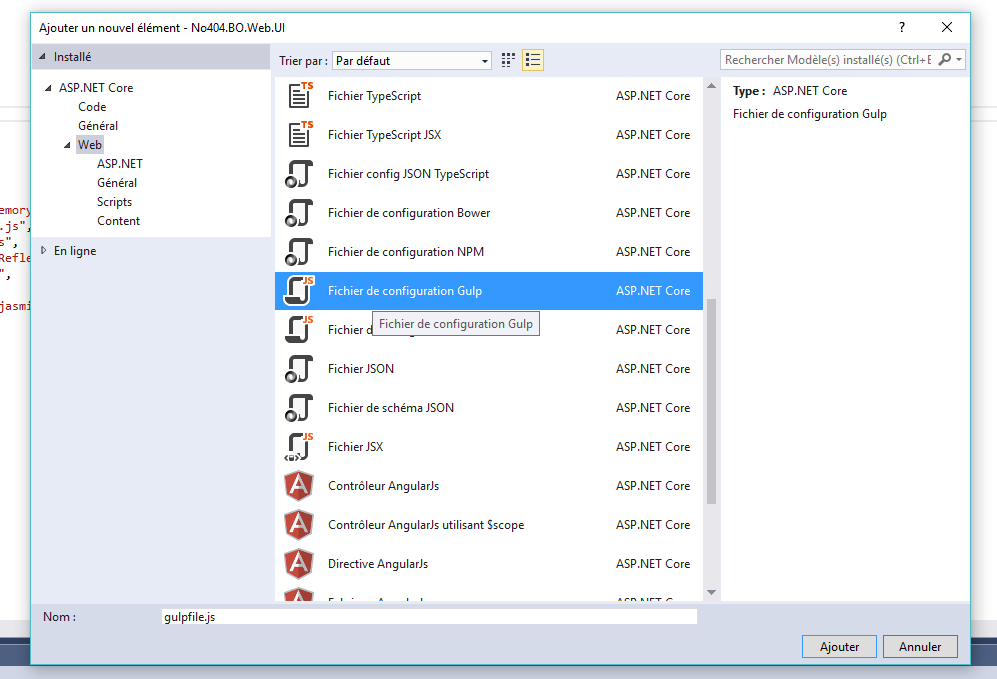 Ajouter un nouvel élément - No404.BO.Web.UI
?
Installé
ASP.NET Core
Code
Général
Web
ASP.NET
Général
Scripts
Content
En ligne
Trier par : Par défaut
TS Fichier TypeScript ASP.NET Core
TS Fichier TypeScript JSX ASP.NET Core
Fichier config JSON TypeScript ASP.NET Core
Fichier de configuration Bower ASP.NET Core
Fichier de configuration NPM ASP.NET Core
JS Fichier de configuration Gulp ASP.NET Core
Fichier de configuration Gulp
JS Fichier ASP.NET Core
Fichier JSON ASP.NET Core
Fichier de schéma JSON ASP.NET Core
JS Fichier JSX ASP.NET Core
A Contrôleur AngularJs ASP.NET Core
A Contrôleur AngularJs utilisant $scope ASP.NET Core
A Directive AngularJs ASP.NET Core
Rechercher Modèle(s) installé(s) (Ctrl+E
Type : ASP.NET Core
Fichier de configuration Gulp
Nom : gulpfile.js
Ajouter Annuler
emory
.js",
s",
Refle
",
jasmi